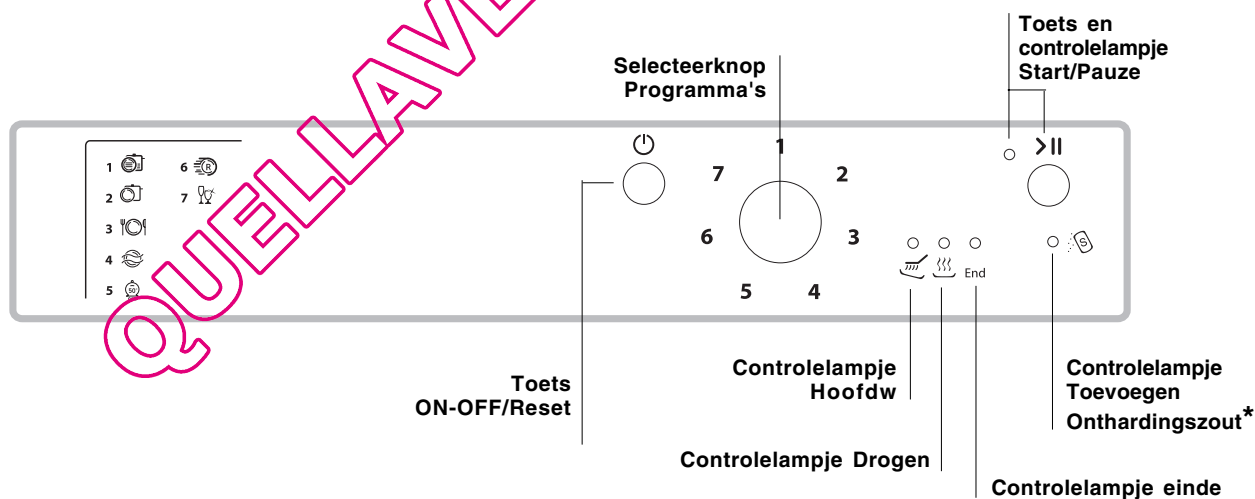 Toets en
controlelampje
Start/Pauze
Selecteerknop
Programma's
1
6 R
2
7
3
4
5 50
1
2
3
4
5
6
7
End
S
Toets
ON-OFF/Reset
Controlelampje
Hoofdw
Controlelampje
Toevoegen
Onthardingszout*
Controlelampje Drogen
Controlelampje einde
QUELLAVE